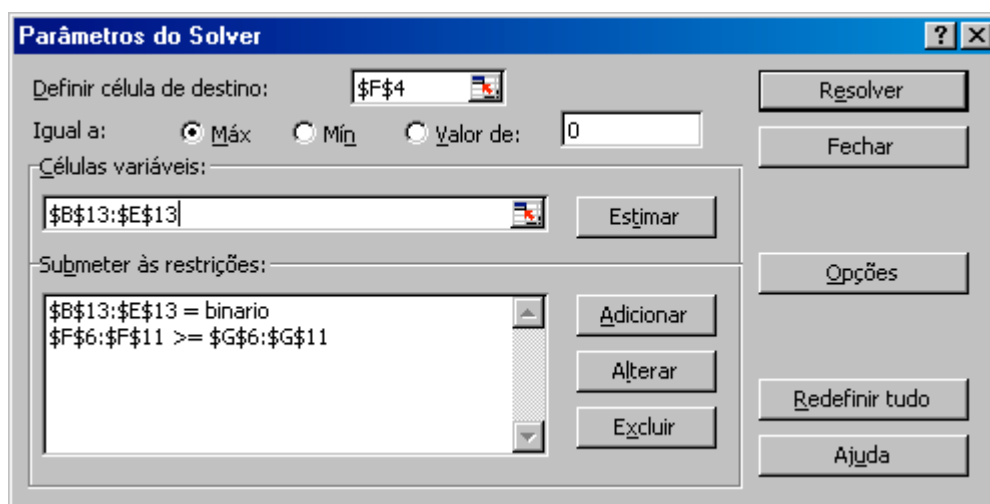 Parâmetros do Solver
Definir célula de destino: $F$4
Resolver
Igual a: Máx Mín Valor de: 0
Fechar
Células variáveis:
$B$13:$E$13
Estimar
Submeter às restrições:
Opções
$B$13:$E$13 = binario
$F$6:$F$11 >= $G$6:$G$11
Adicionar
Alterar
Redefinir tudo
Excluir
Ajuda